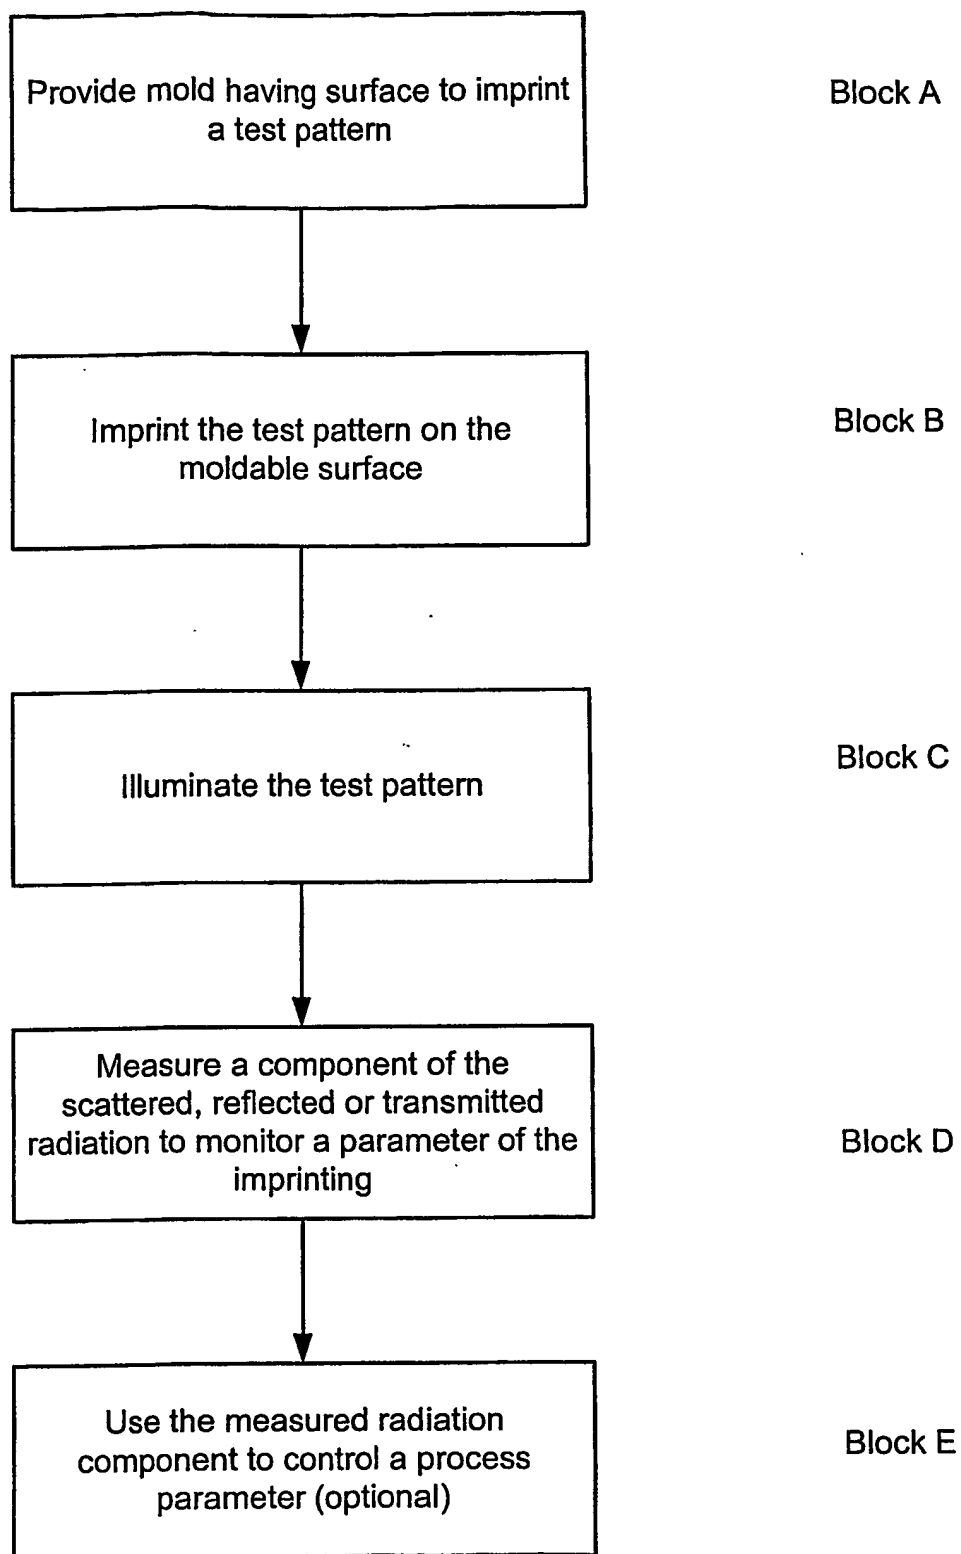 Provide mold having surface to imprint
a test pattern
Block A
Imprint the test pattern on the
moldable surface
Block B
Illuminate the test pattern
Block C
Measure a component of the
scattered, reflected or transmitted
radiation to monitor a parameter of the
imprinting
Block D
Use the measured radiation
component to control a process
parameter (optional)
Block E